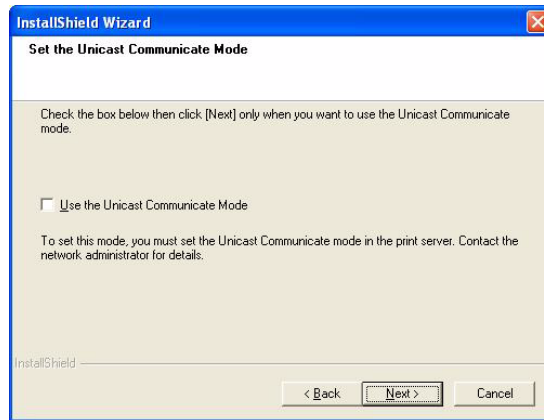 InstallShield Wizard
Set the Unicast Communicate Mode
Check the box below then click [Next] only when you want to use the Unicast Communicate
mode.
Use the Unicast Communicate Mode
To set this mode, you must set the Unicast Communicate mode in the print server. Contact the
network administrator for details.
InstallShield
< Back Next > Cancel